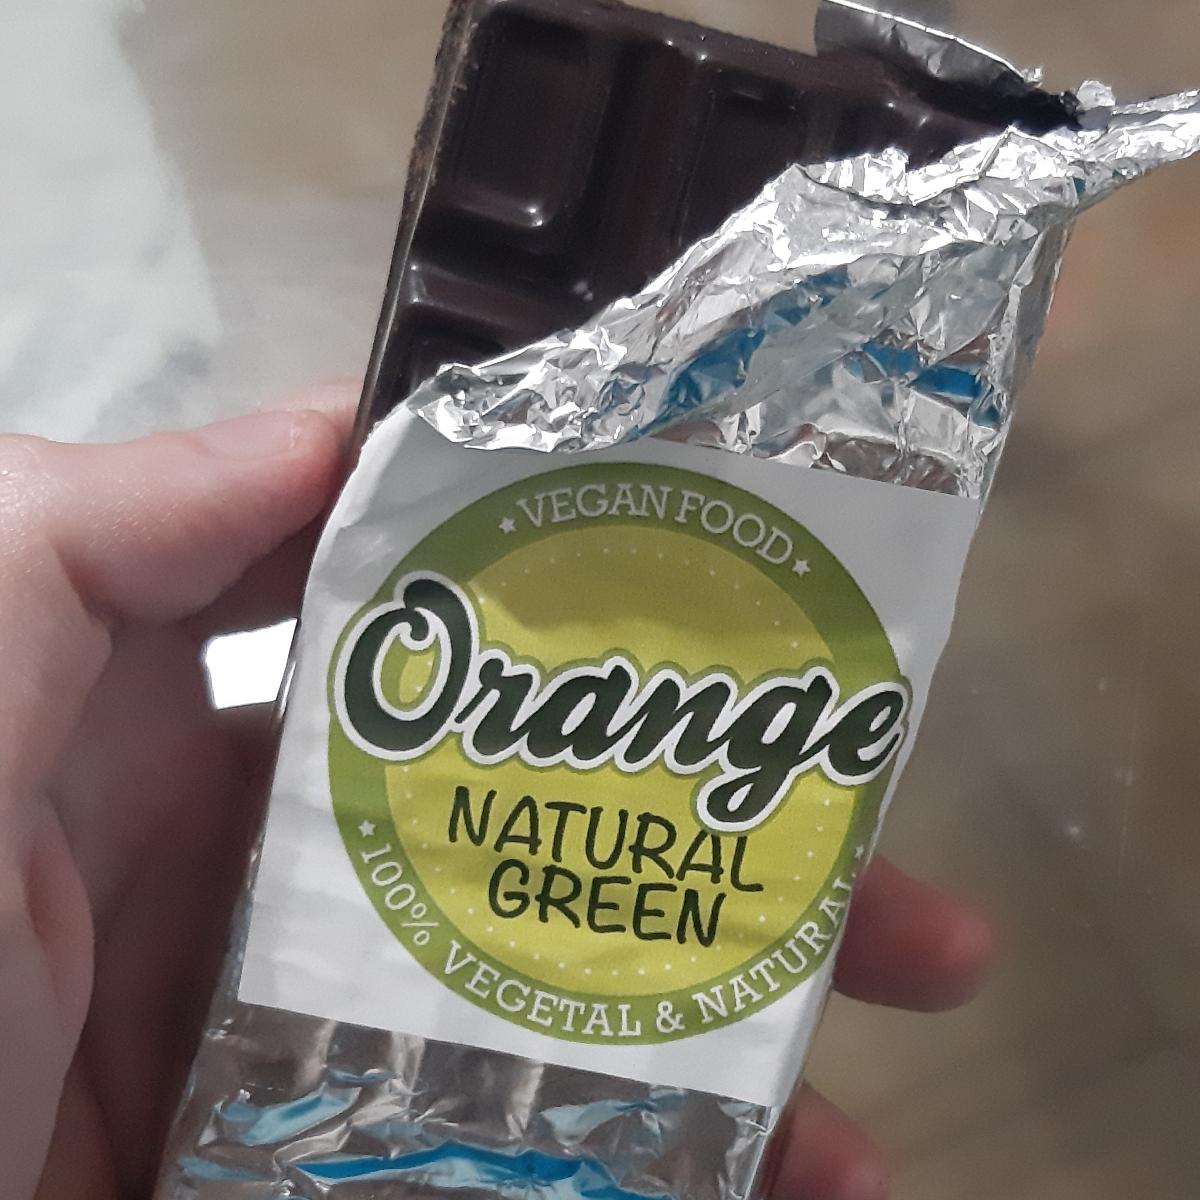 VEGAN FOOD
Orange
NATURAL
GREEN
100% VEGETAL & NATURAL